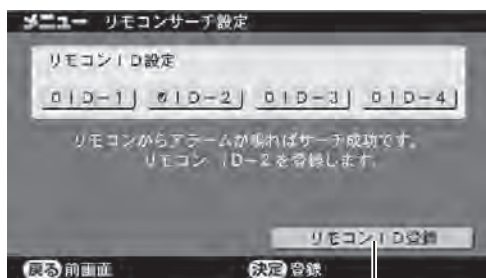 メニュー リモコンサーチ設定
リモコンID設定
ID-1 ID-2 ID-3 ID-4
リモコンからアラームが鳴ればサーチ成功です。
リモコン ID-2を登録します。
リモコンID登録
戻る 前画面 決定 登録